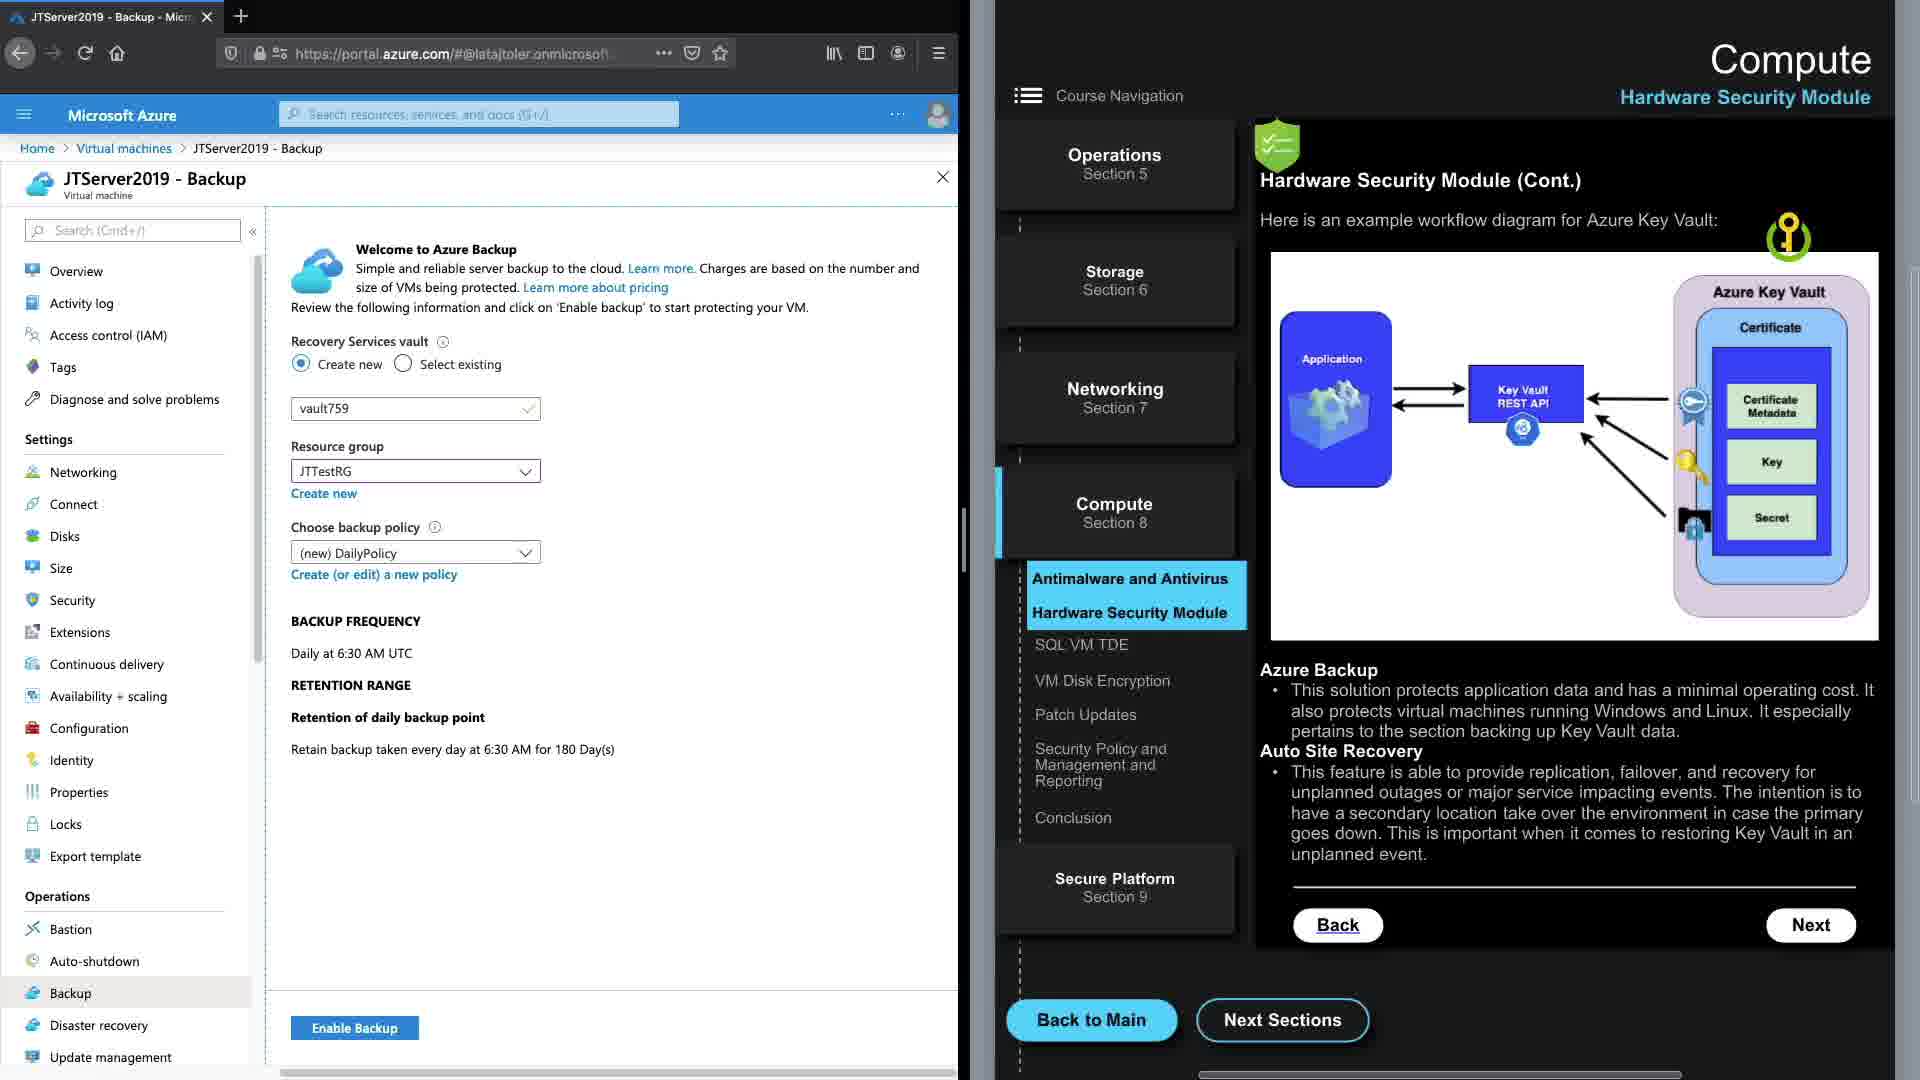 JTServer2019 - Backup - Micr
https://portal.azure.com/#@latajtoler.onmicrosof
Microsoft Azure
Search resources, services, and docs (G+/)
Home > Virtual machines > JTServer2019 - Backup
JTServer2019 - Backup
Virtual machine
Search (Cmd+/)
Overview
Activity log
Access control (IAM)
Tags
Diagnose and solve problems
Settings
Networking
Connect
Disks
Size
Security
Extensions
Continuous delivery
Availability + scaling
Configuration
Identity
Properties
Locks
Export template
Operations
Bastion
Auto-shutdown
Backup
Disaster recovery
Update management
Welcome to Azure Backup
Simple and reliable server backup to the cloud. Learn more. Charges are based on the number and
size of VMs being protected. Learn more about pricing
Review the following information and click on 'Enable backup' to start protecting your VM.
Recovery Services vault
Create new
Select existing
vault759
Resource group
JTTestRG
Create new
Choose backup policy
(new) DailyPolicy
Create (or edit) a new policy
BACKUP FREQUENCY
Daily at 6:30 AM UTC
RETENTION RANGE
Retention of daily backup point
Retain backup taken every day at 6:30 AM for 180 Day(s)
Enable Backup
Compute
Hardware Security Module
Course Navigation
Operations
Section 5
Storage
Section 6
Networking
Section 7
Compute
Section 8
Antimalware and Antivirus
Hardware Security Module
SQL VM TDE
VM Disk Encryption
Patch Updates
Security Policy and
Management and
Reporting
Conclusion
Secure Platform
Section 9
Back to Main
Next Sections
Hardware Security Module (Cont.)
Here is an example workflow diagram for Azure Key Vault:
Application
Key Vault
REST API
Azure Key Vault
Certificate
Certificate
Metadata
Key
Secret
Azure Backup
• This solution protects application data and has a minimal operating cost. It
also protects virtual machines running Windows and Linux. It especially
pertains to the section backing up Key Vault data.
Auto Site Recovery
• This feature is able to provide replication, failover, and recovery for
unplanned outages or major service impacting events. The intention is to
have a secondary location take over the environment in case the primary
goes down. This is important when it comes to restoring Key Vault in an
unplanned event.
Back
Next